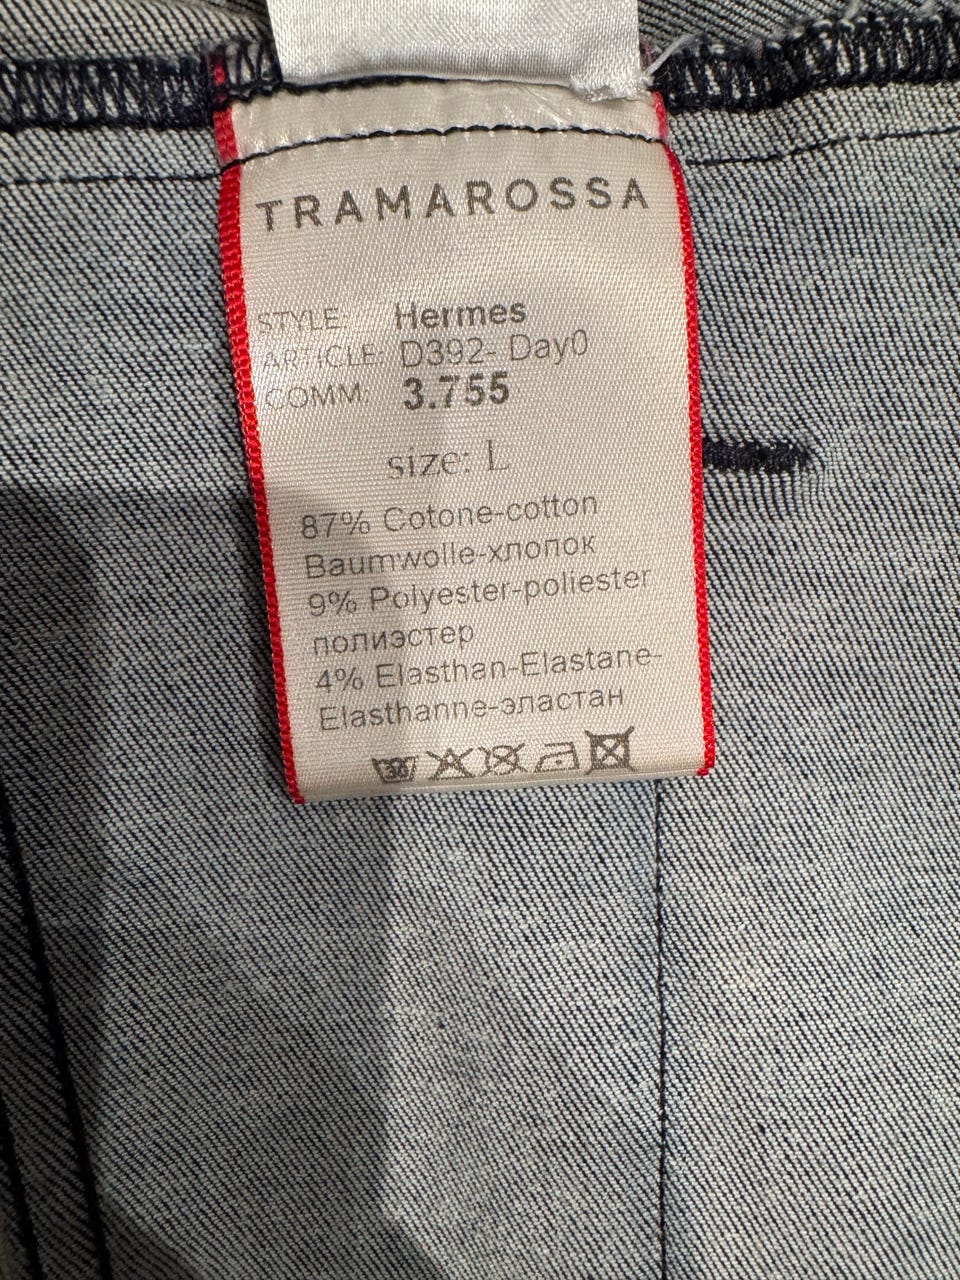 TRAMAROSSA
STYLE: Hermes
ARTICLE: D392- Day0
COMM: 3.755
size: L
87% Cotone-cotton
Baumwolle-хлопок
9% Polyester-poliester
полиэстер
4% Elasthan-Elastane-
Elasthanne-эластан
30